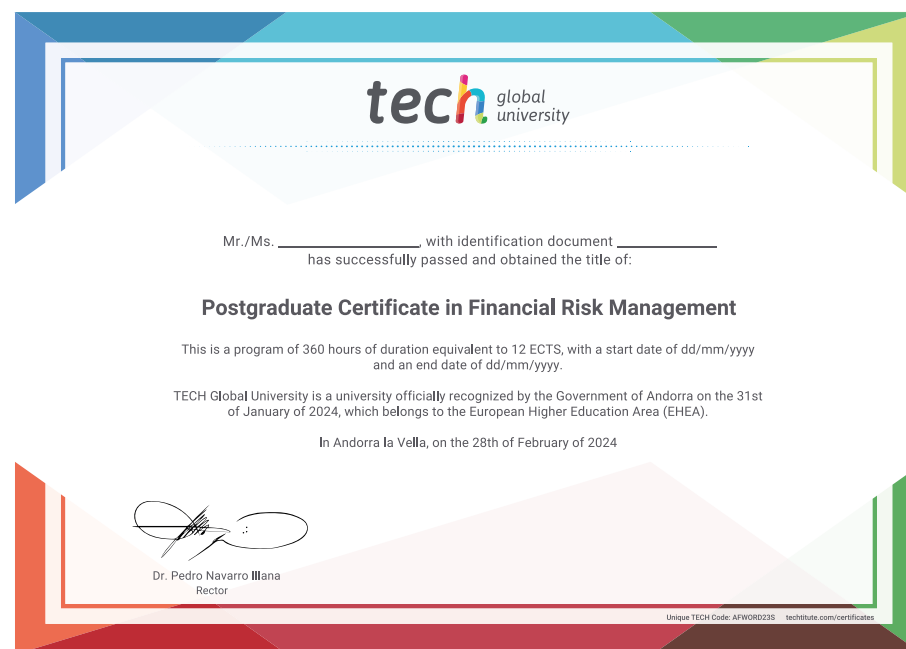 tech global
university
Mr./Ms. ____________________, with identification document ______________
has successfully passed and obtained the title of:
Postgraduate Certificate in Financial Risk Management
This is a program of 360 hours of duration equivalent to 12 ECTS, with a start date of dd/mm/yyyy
and an end date of dd/mm/yyyy.
TECH Global University is a university officially recognized by the Government of Andorra on the 31st
of January of 2024, which belongs to the European Higher Education Area (EHEA).
In Andorra la Vella, on the 28th of February of 2024
Dr. Pedro Navarro Illana
Rector
Unique TECH Code: AFWORD23S techtitute.com/certificates